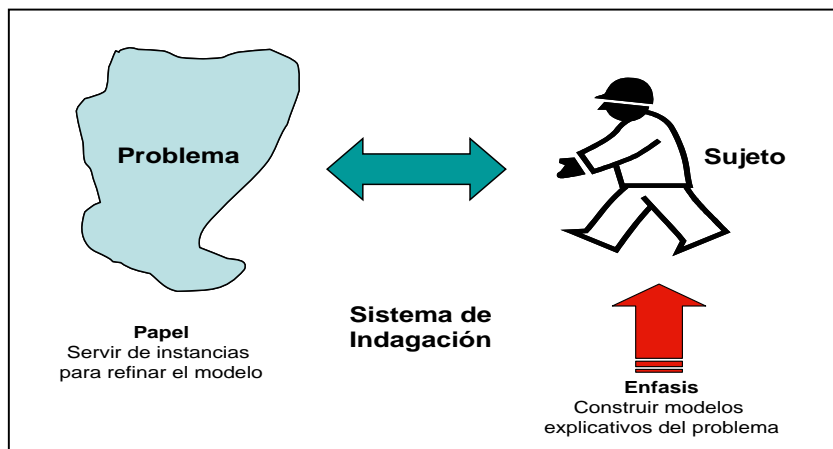 Problema
Sujeto
Sistema de
Indagación
Papel
Servir de instancias
para refinar el modelo
Enfasis
Construir modelos
explicativos del problema